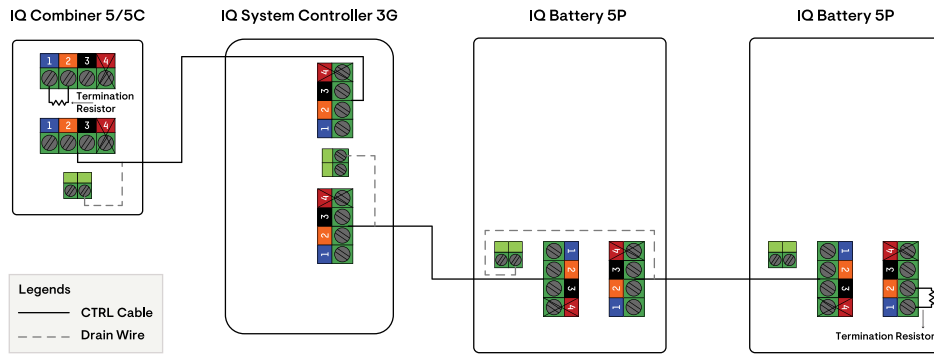 IQ Combiner 5/5C
IQ System Controller 3G
IQ Battery 5P
IQ Battery 5P
1 2 3 4
Termination
Resistor
1 2 3 4
4
3
2
1
4
3
2
1
1
2
3
4
4
3
2
1
1
2
3
4
4
3
2
1
Termination Resistor
Legends
CTRL Cable
Drain Wire